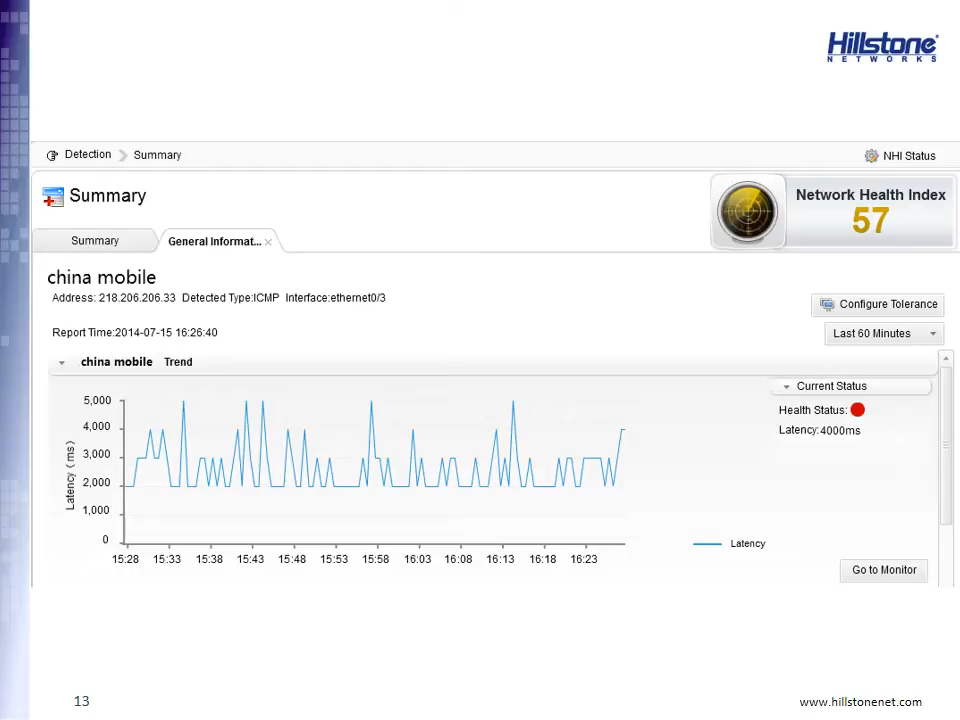 Hillstone
NETWORKS
Detection Summary NHI Status
Summary
Network Health Index
57
Summary General Informat...
china mobile
Address: 218.206.206.33 Detected Type:ICMP Interface:ethernet0/3
Configure Tolerance
Report Time:2014-07-15 16:26:40
Last 60 Minutes
china mobile Trend
Current Status
Health Status:
Latency:4000ms
Latency (ms)
5,000
4,000
3,000
2,000
1,000
0
15:28 15:33 15:38 15:43 15:48 15:53 15:58 16:03 16:08 16:13 16:18 16:23
Latency
Go to Monitor
13
www.hillstonenet.com